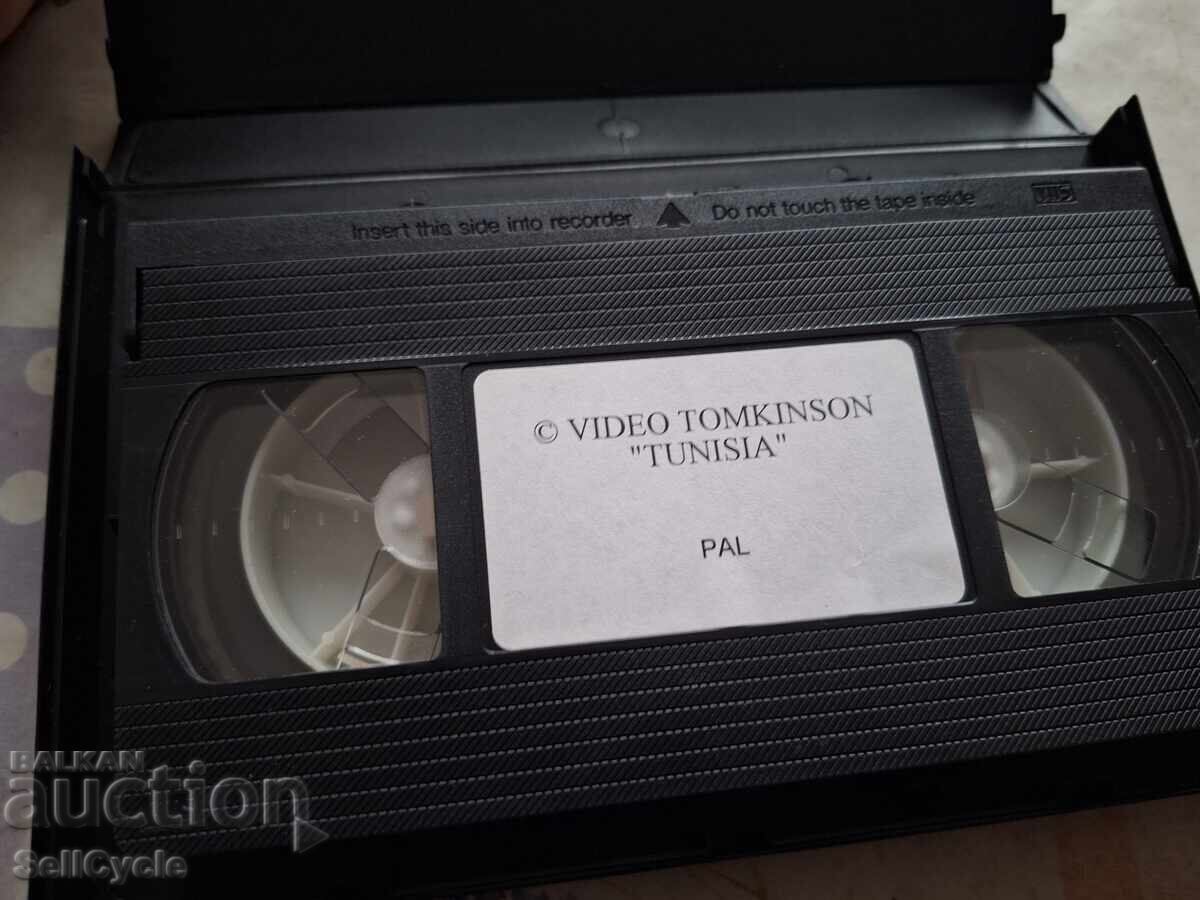 Insert this side into recorder ▲ Do not touch the tape inside VHS
© VIDEO TOMKINSON
"TUNISIA"
PAL
BALKAN
auction
SellCycle